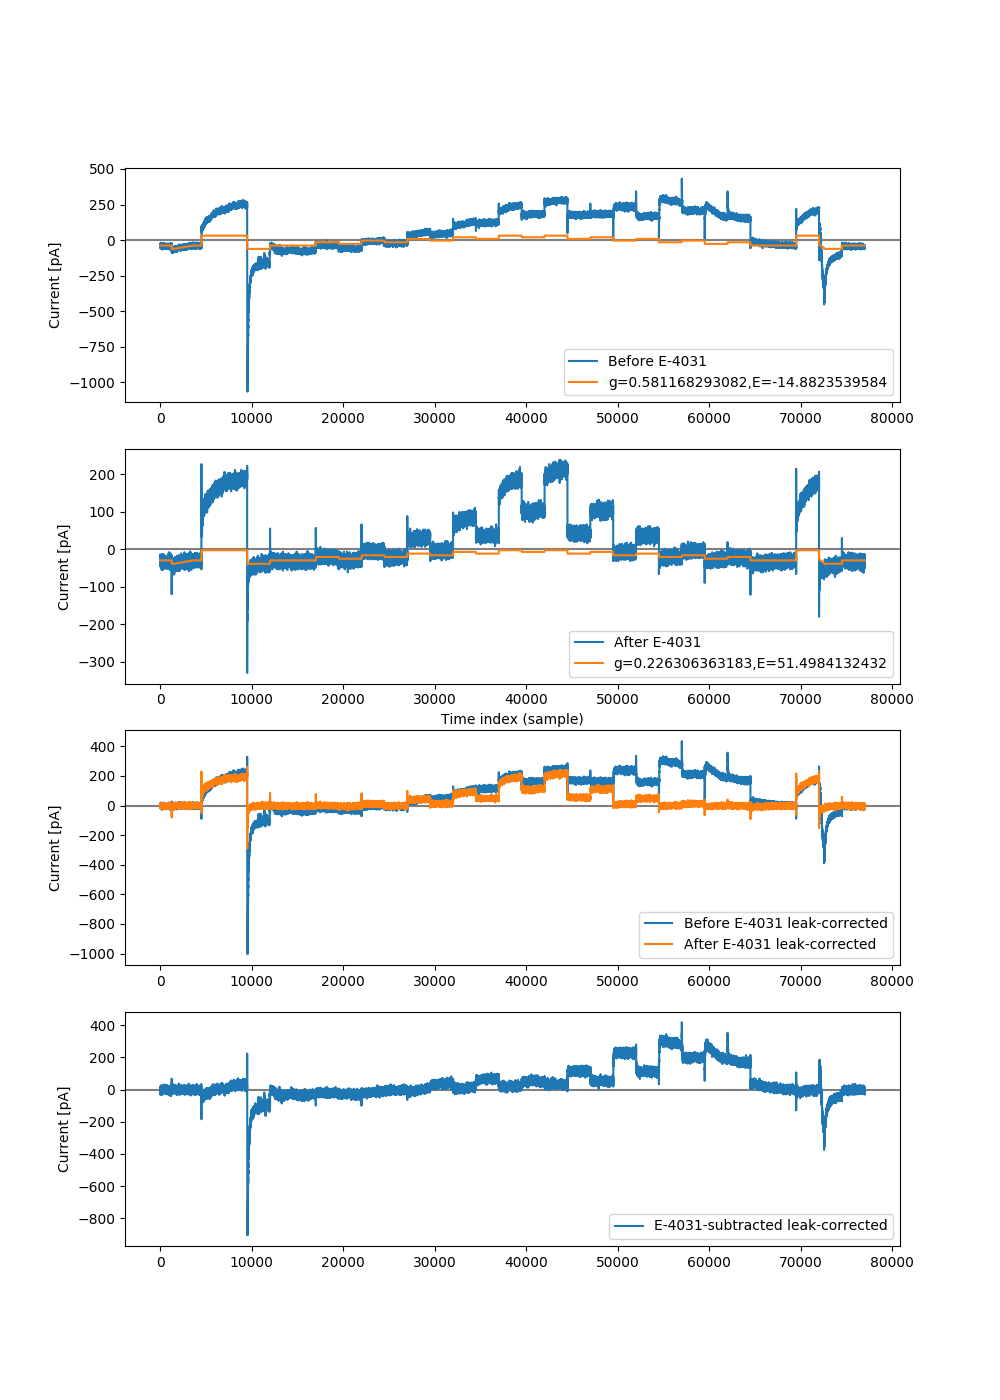 500
250
0
−250
−500
−750
−1000
Current [pA]
Before E-4031
g=0.581168293082,E=-14.8823539584
0 10000 20000 30000 40000 50000 60000 70000 80000
200
100
0
−100
−200
−300
Current [pA]
After E-4031
g=0.226306363183,E=51.4984132432
0 10000 20000 30000 40000 50000 60000 70000 80000
Time index (sample)
400
200
0
−200
−400
−600
−800
−1000
Current [pA]
Before E-4031 leak-corrected
After E-4031 leak-corrected
0 10000 20000 30000 40000 50000 60000 70000 80000
400
200
0
−200
−400
−600
−800
Current [pA]
E-4031-subtracted leak-corrected
0 10000 20000 30000 40000 50000 60000 70000 80000